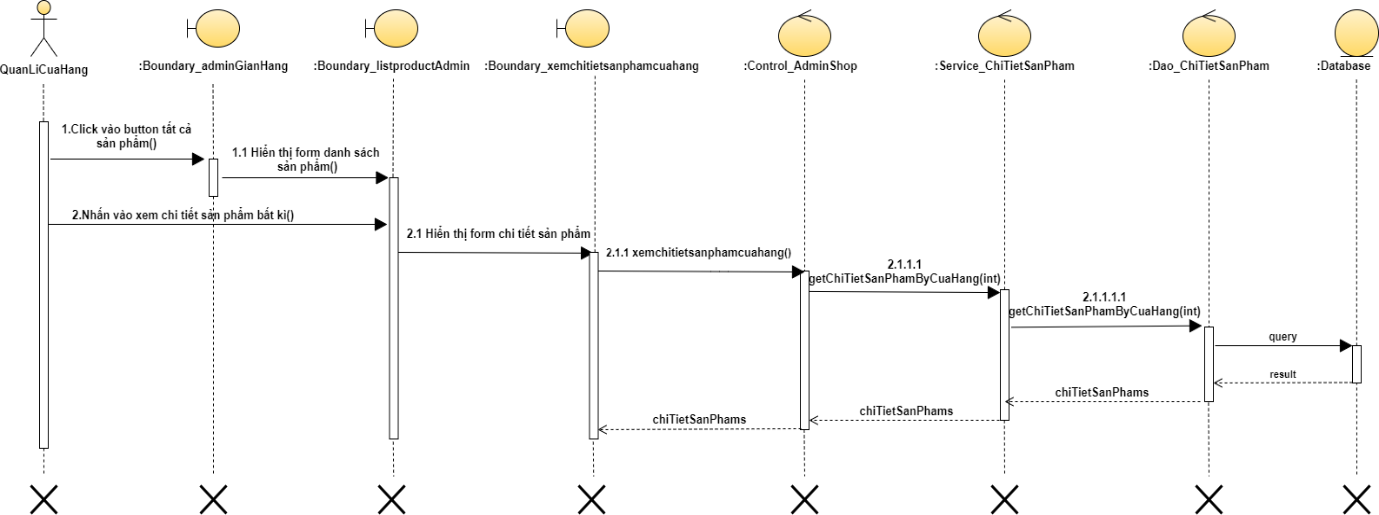 QuanLiCuaHang
:Boundary_adminGianHang
:Boundary_listproductAdmin
:Boundary_xemchitietsanphamcuahang
:Control_AdminShop
:Service_ChiTietSanPham
:Dao_ChiTietSanPham
:Database
1.Click vào button tất cả
sản phẩm()
1.1 Hiển thị form danh sách
sản phẩm()
2.Nhấn vào xem chi tiết sản phẩm bất kì()
2.1 Hiển thị form chi tiết sản phẩm
2.1.1 xemchitietsanphamcuahang()
2.1.1.1
getChiTietSanPhamByCuaHang(int)
2.1.1.1.1
getChiTietSanPhamByCuaHang(int)
query
result
chiTietSanPhams
chiTietSanPhams
chiTietSanPhams